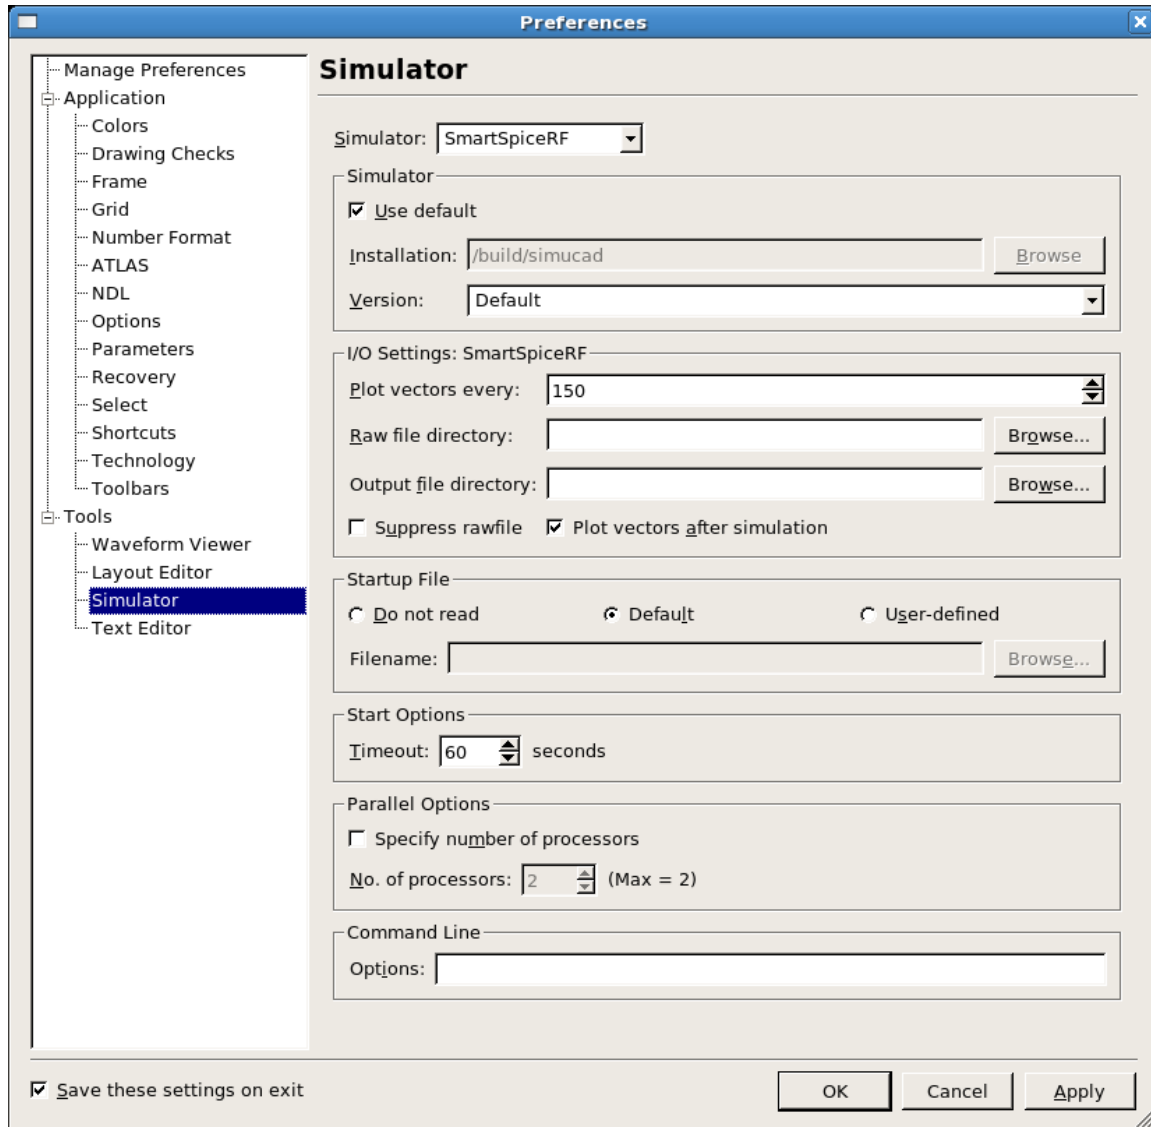 Preferences
Manage Preferences
Application
Colors
Drawing Checks
Frame
Grid
Number Format
ATLAS
NDL
Options
Parameters
Recovery
Select
Shortcuts
Technology
Toolbars
Tools
Waveform Viewer
Layout Editor
Simulator
Text Editor
Simulator
Simulator: SmartSpiceRF
Simulator
Use default
Installation: /build/simucad Browse
Version: Default
I/O Settings: SmartSpiceRF
Plot vectors every: 150
Raw file directory: Browse...
Output file directory: Browse...
Suppress rawfile Plot vectors after simulation
Startup File
Do not read Default User-defined
Filename: Browse...
Start Options
Timeout: 60 seconds
Parallel Options
Specify number of processors
No. of processors: 2 (Max = 2)
Command Line
Options:
Save these settings on exit OK Cancel Apply